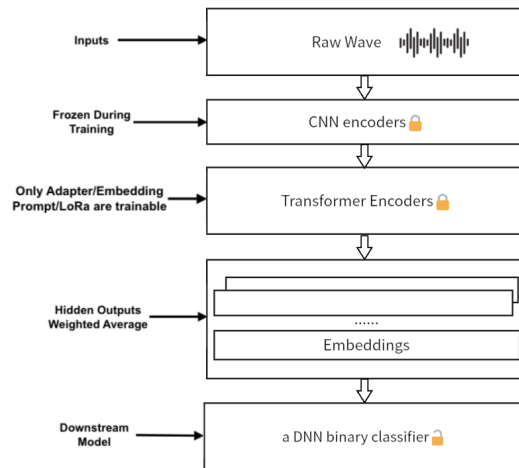 Inputs
Raw Wave
Frozen During
Training
CNN encoders
Only Adapter/Embedding
Prompt/LoRa are trainable
Transformer Encoders
Hidden Outputs
Weighted Average
......
Embeddings
Downstream
Model
a DNN binary classifier